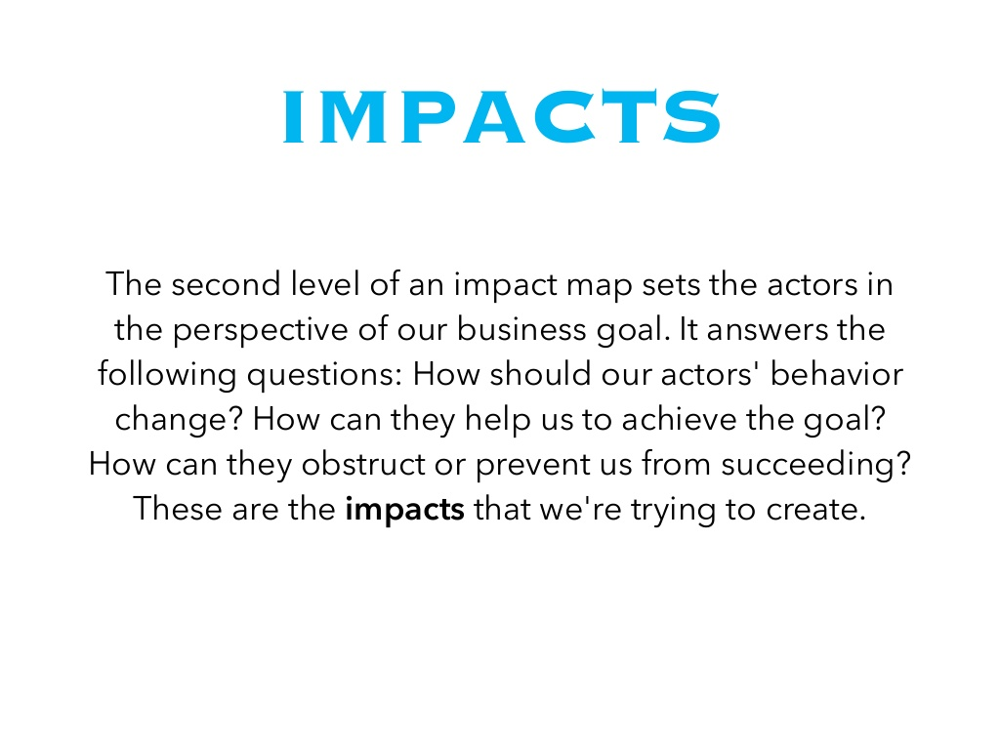 IMPACTS
The second level of an impact map sets the actors in
the perspective of our business goal. It answers the
following questions: How should our actors' behavior
change? How can they help us to achieve the goal?
How can they obstruct or prevent us from succeeding?
These are the impacts that we're trying to create.